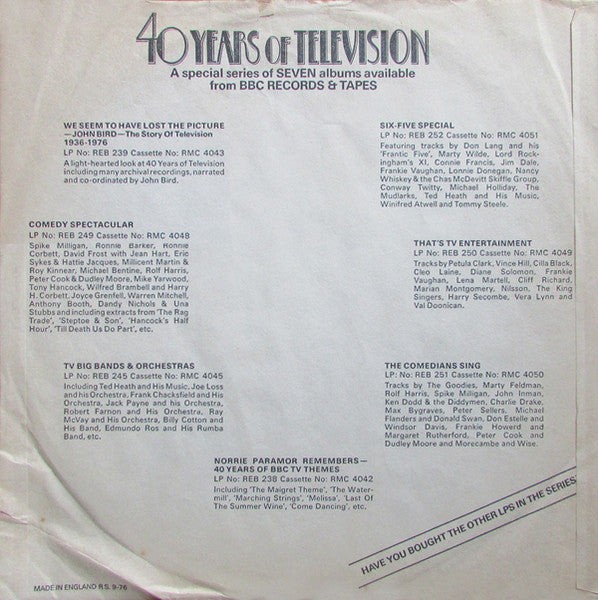 40 YEARS OF TELEVISION
A special series of SEVEN albums available
from BBC RECORDS & TAPES
WE SEEM TO HAVE LOST THE PICTURE
—JOHN BIRD—The Story Of Television
1936-1976
LP No: REB 239 Cassette No: RMC 4043
A light-hearted look at 40 Years of Television
including many archival recordings, narrated
and co-ordinated by John Bird.
SIX-FIVE SPECIAL
LP No: REB 252 Cassette No: RMC 4051
Featuring tracks by Don Lang and his
'Frantic Five', Marty Wilde, Lord Rock-
ingham's XI, Connie Francis, Jim Dale,
Frankie Vaughan, Lonnie Donegan, Nancy
Whiskey & the Chas McDevitt Skiffle Group,
Conway Twitty, Michael Holliday, The
Mudlarks, Ted Heath and His Music,
Winifred Atwell and Tommy Steele.
COMEDY SPECTACULAR
LP No: REB 249 Cassette No: RMC 4048
Spike Milligan, Ronnie Barker, Ronnie
Corbett, David Frost with Jean Hart, Eric
Sykes & Hattie Jacques, Millicent Martin &
Roy Kinnear, Michael Bentine, Rolf Harris,
Peter Cook & Dudley Moore, Mike Yarwood,
Tony Hancock, Wilfred Brambell and Harry
H. Corbett, Joyce Grenfell, Warren Mitchell,
Anthony Booth, Dandy Nichols & Una
Stubbs and including extracts from 'The Rag
Trade', 'Steptoe & Son', 'Hancock's Half
Hour', 'Till Death Us Do Part', etc.
THAT'S TV ENTERTAINMENT
LP No: REB 250 Cassette No: RMC 4049
Tracks by Petula Clark, Vince Hill, Cilla Black,
Cleo Laine, Diane Solomon, Frankie
Vaughan, Lena Martell, Cliff Richard,
Marian Montgomery, Nilsson, The King
Singers, Harry Secombe, Vera Lynn and
Val Doonican.
TV BIG BANDS & ORCHESTRAS
LP No: REB 245 Cassette No: RMC 4045
Including Ted Heath and His Music, Joe Loss
and his Orchestra, Frank Chacksfield and His
Orchestra, Jack Payne and his Orchestra,
Robert Farnon and His Orchestra, Ray
McVay and His Orchestra, Billy Cotton and
His Band, Edmundo Ros and His Rumba
Band, etc.
THE COMEDIANS SING
LP No: REB 251 Cassette No: RMC 4050
Tracks by The Goodies, Marty Feldman,
Rolf Harris, Spike Milligan, John Inman,
Ken Dodd & the Diddymen, Charlie Drake,
Max Bygraves, Peter Sellers, Michael
Flanders and Donald Swan, Don Estelle and
Windsor Davis, Frankie Howerd and
Margaret Rutherford, Peter Cook and
Dudley Moore and Morecambe and Wise.
NORRIE PARAMOR REMEMBERS—
40 YEARS OF BBC TV THEMES
LP No: REB 238 Cassette No: RMC 4042
Including 'The Maigret Theme', 'The Water-
mill', 'Marching Strings', 'Melissa', 'Last Of
The Summer Wine', 'Come Dancing', etc.
HAVE YOU BOUGHT THE OTHER LPS IN THE SERIES
MADE IN ENGLAND R.S. 9-76